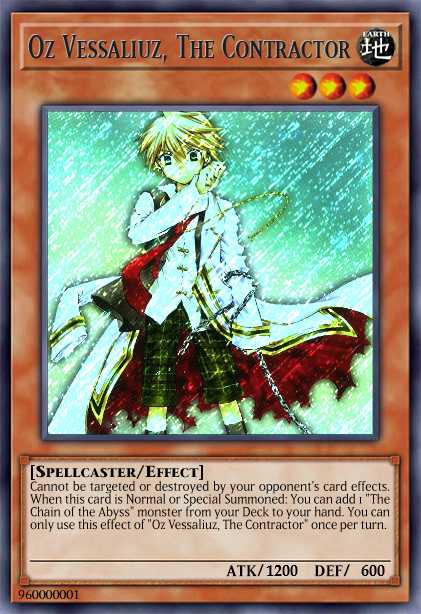 Oz Vessaliuz, The Contractor
EARTH
地
[Spellcaster/Effect]
Cannot be targeted or destroyed by your opponent's card effects.
When this card is Normal or Special Summoned: You can add 1 "The
Chain of the Abyss" monster from your Deck to your hand. You can
only use this effect of "Oz Vessaliuz, The Contractor" once per turn.
ATK/1200 DEF/ 600
960000001